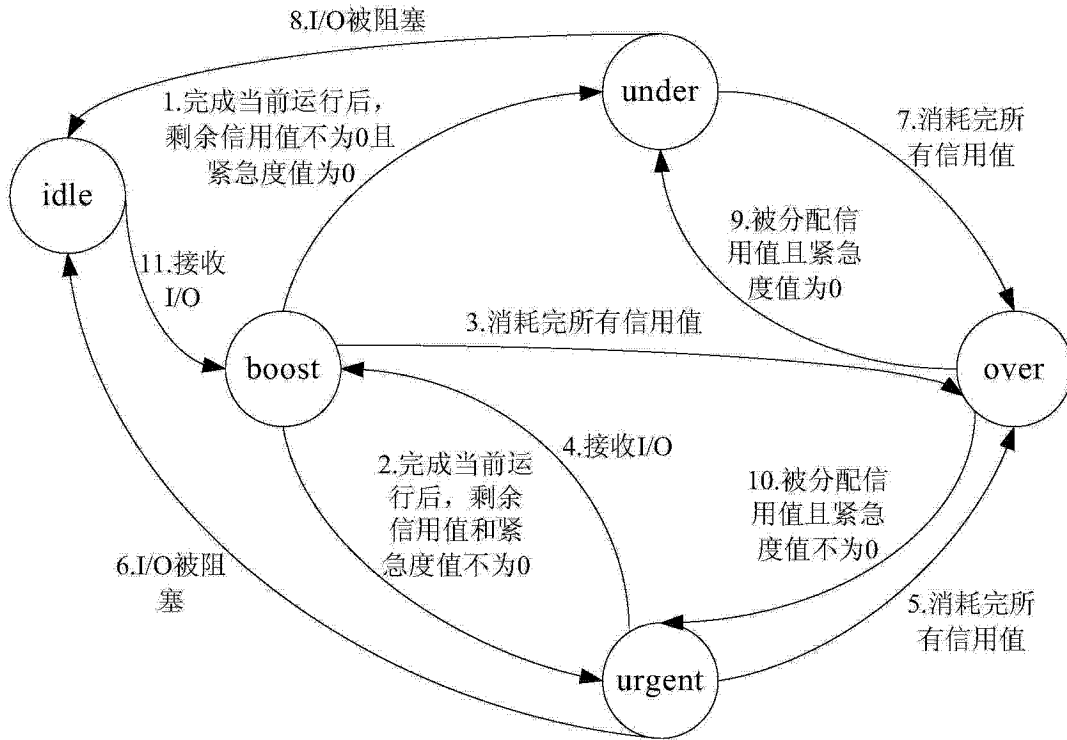 8.I/O被阻塞
under
1.完成当前运行后，
剩余信用值不为0且
紧急度值为0
7.消耗完所
有信用值
idle
9.被分配信
用值且紧急
度值为0
11.接收
I/O
3.消耗完所有信用值
boost
over
4.接收I/O
2.完成当前运
行后，剩余
信用值和紧
急度值不为0
10.被分配信
用值且紧急
度值不为0
6.I/O被阻
塞
5.消耗完所
有信用值
urgent